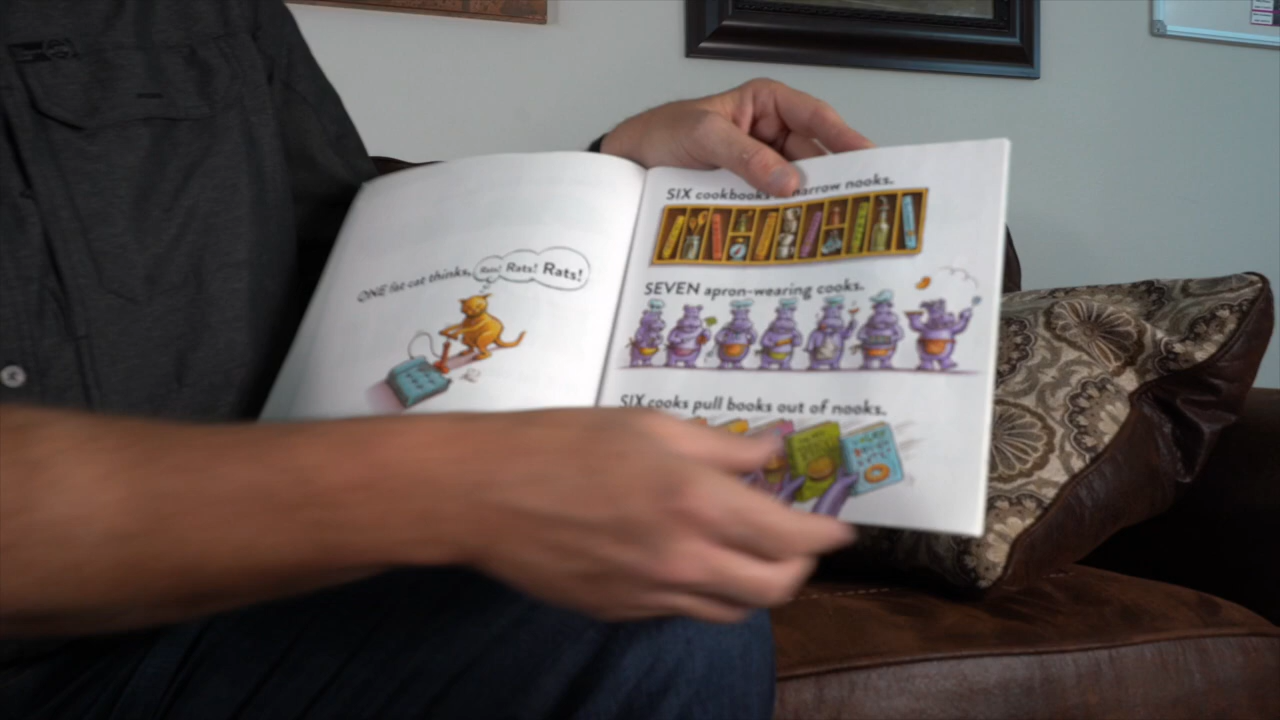 ONE fat cat thinks,
Rats! Rats! Rats!
SIX cookbooks narrow nooks.
SEVEN apron-wearing cooks.
SIX cooks pull books out of nooks.